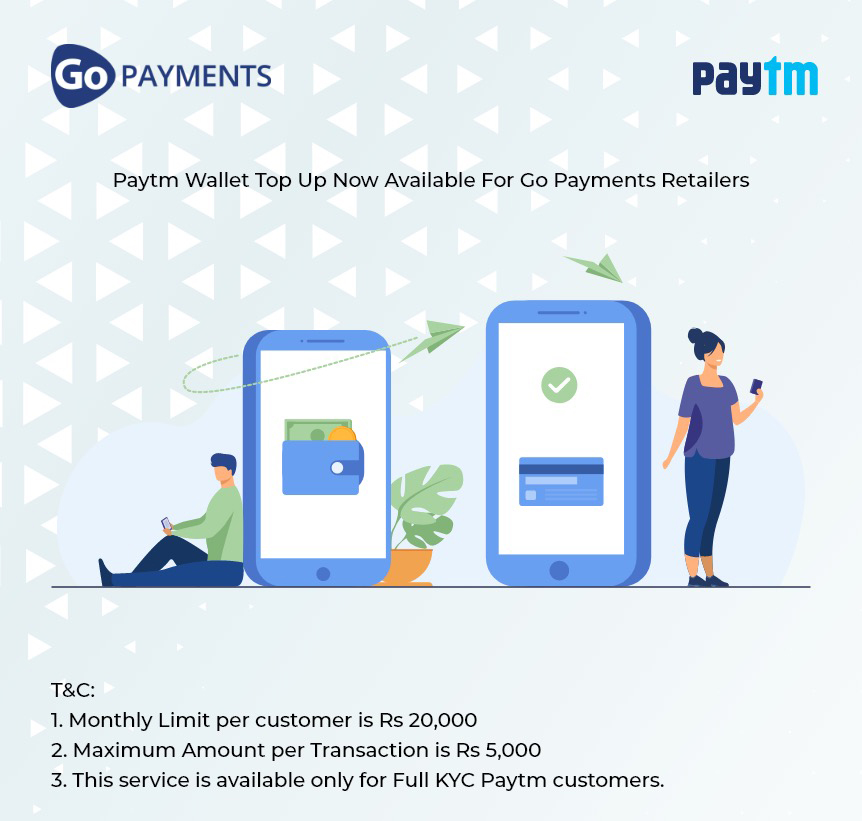 Go PAYMENTS
paytm
Paytm Wallet Top Up Now Available For Go Payments Retailers
T&C:
1. Monthly Limit per customer is Rs 20,000
2. Maximum Amount per Transaction is Rs 5,000
3. This service is available only for Full KYC Paytm customers.